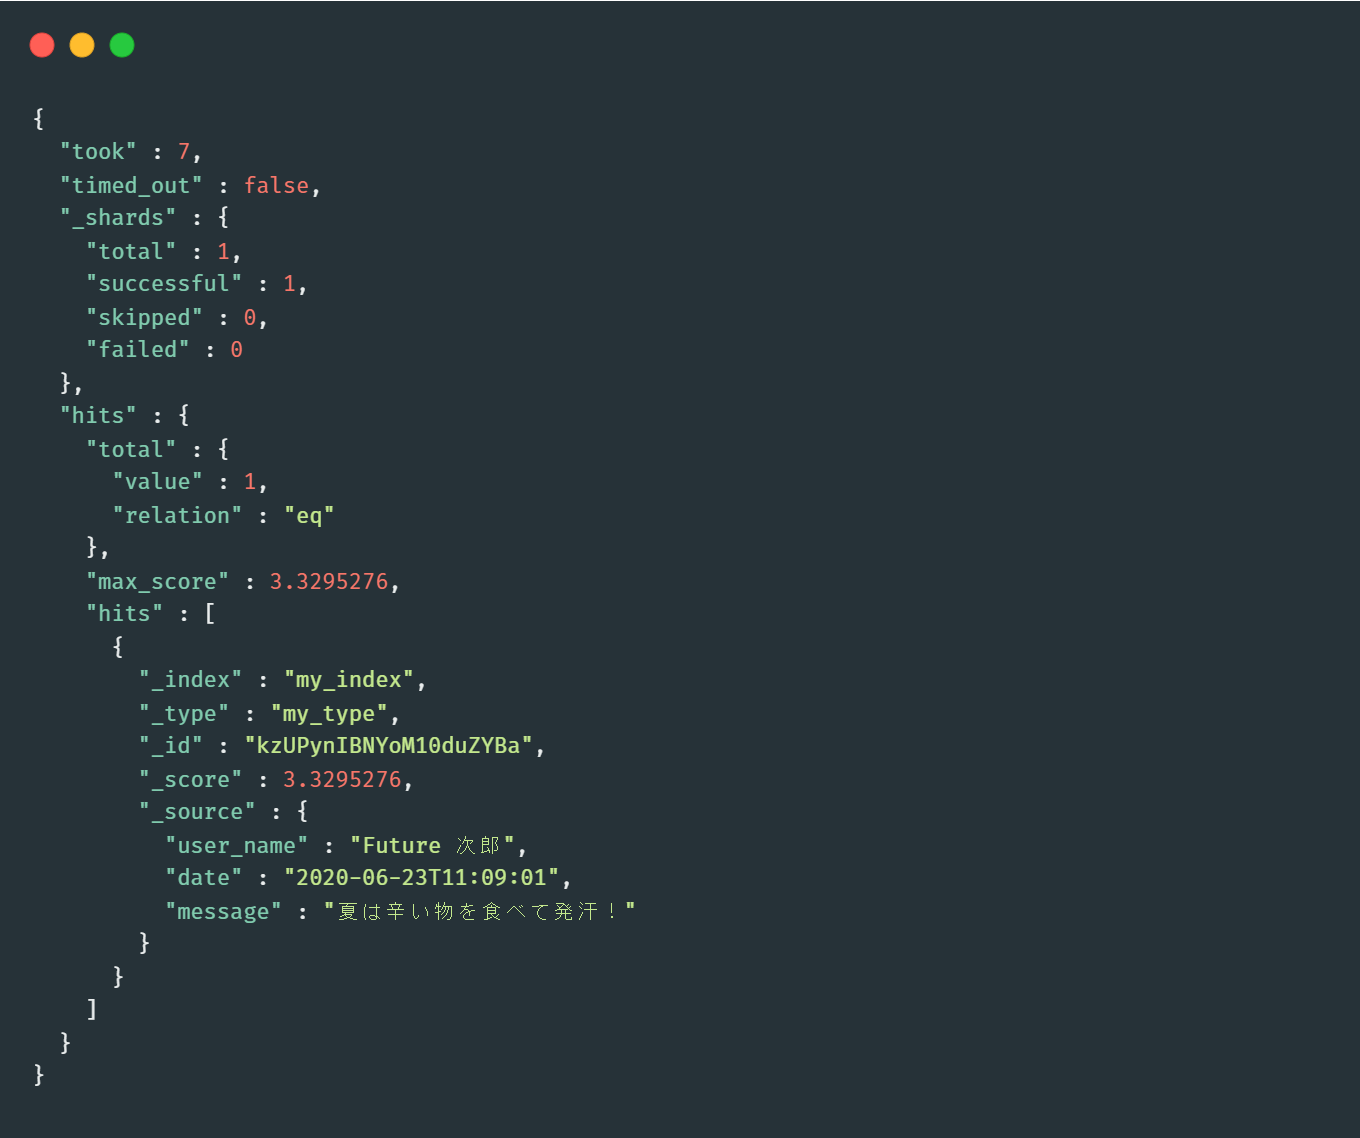 {
  "took" : 7,
  "timed_out" : false,
  "_shards" : {
    "total" : 1,
    "successful" : 1,
    "skipped" : 0,
    "failed" : 0
  },
  "hits" : {
    "total" : {
      "value" : 1,
      "relation" : "eq"
    },
    "max_score" : 3.3295276,
    "hits" : [
      {
        "_index" : "my_index",
        "_type" : "my_type",
        "_id" : "kzUPynIBNYoM10duZYBa",
        "_score" : 3.3295276,
        "_source" : {
          "user_name" : "Future 次郎",
          "date" : "2020-06-23T11:09:01",
          "message" : "夏は辛い物を食べて発汗！"
        }
      }
    ]
  }
}